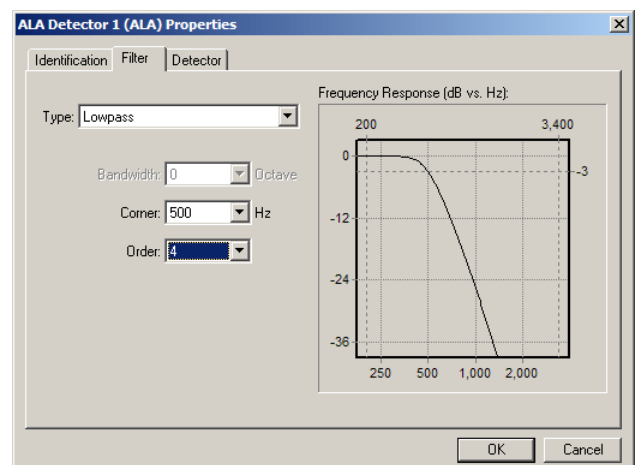 ALA Detector 1 (ALA) Properties
Identification Filter Detector
Type: Lowpass
Bandwidth: 0 Octave
Corner: 500 Hz
Order: 4
Frequency Response (dB vs. Hz):
200 3,400
0 -3
-12
-24
-36
250 500 1,000 2,000
OK Cancel